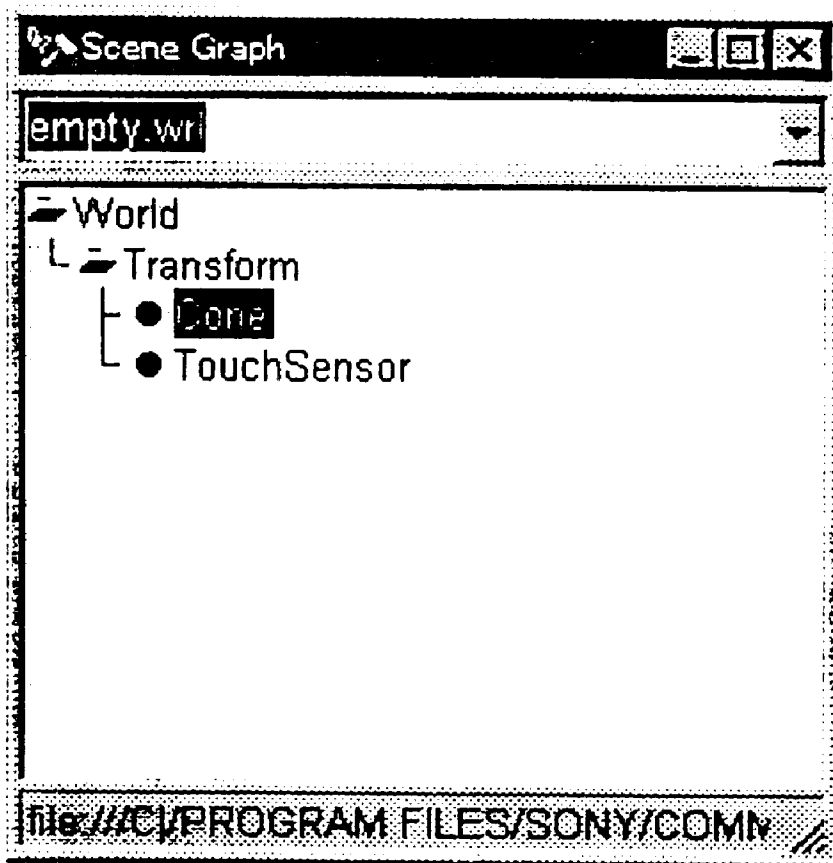 Scene Graph
empty.wrl
World
Transform
Cone
TouchSensor
file:///C|/PROGRAM FILES/SONY/COMM